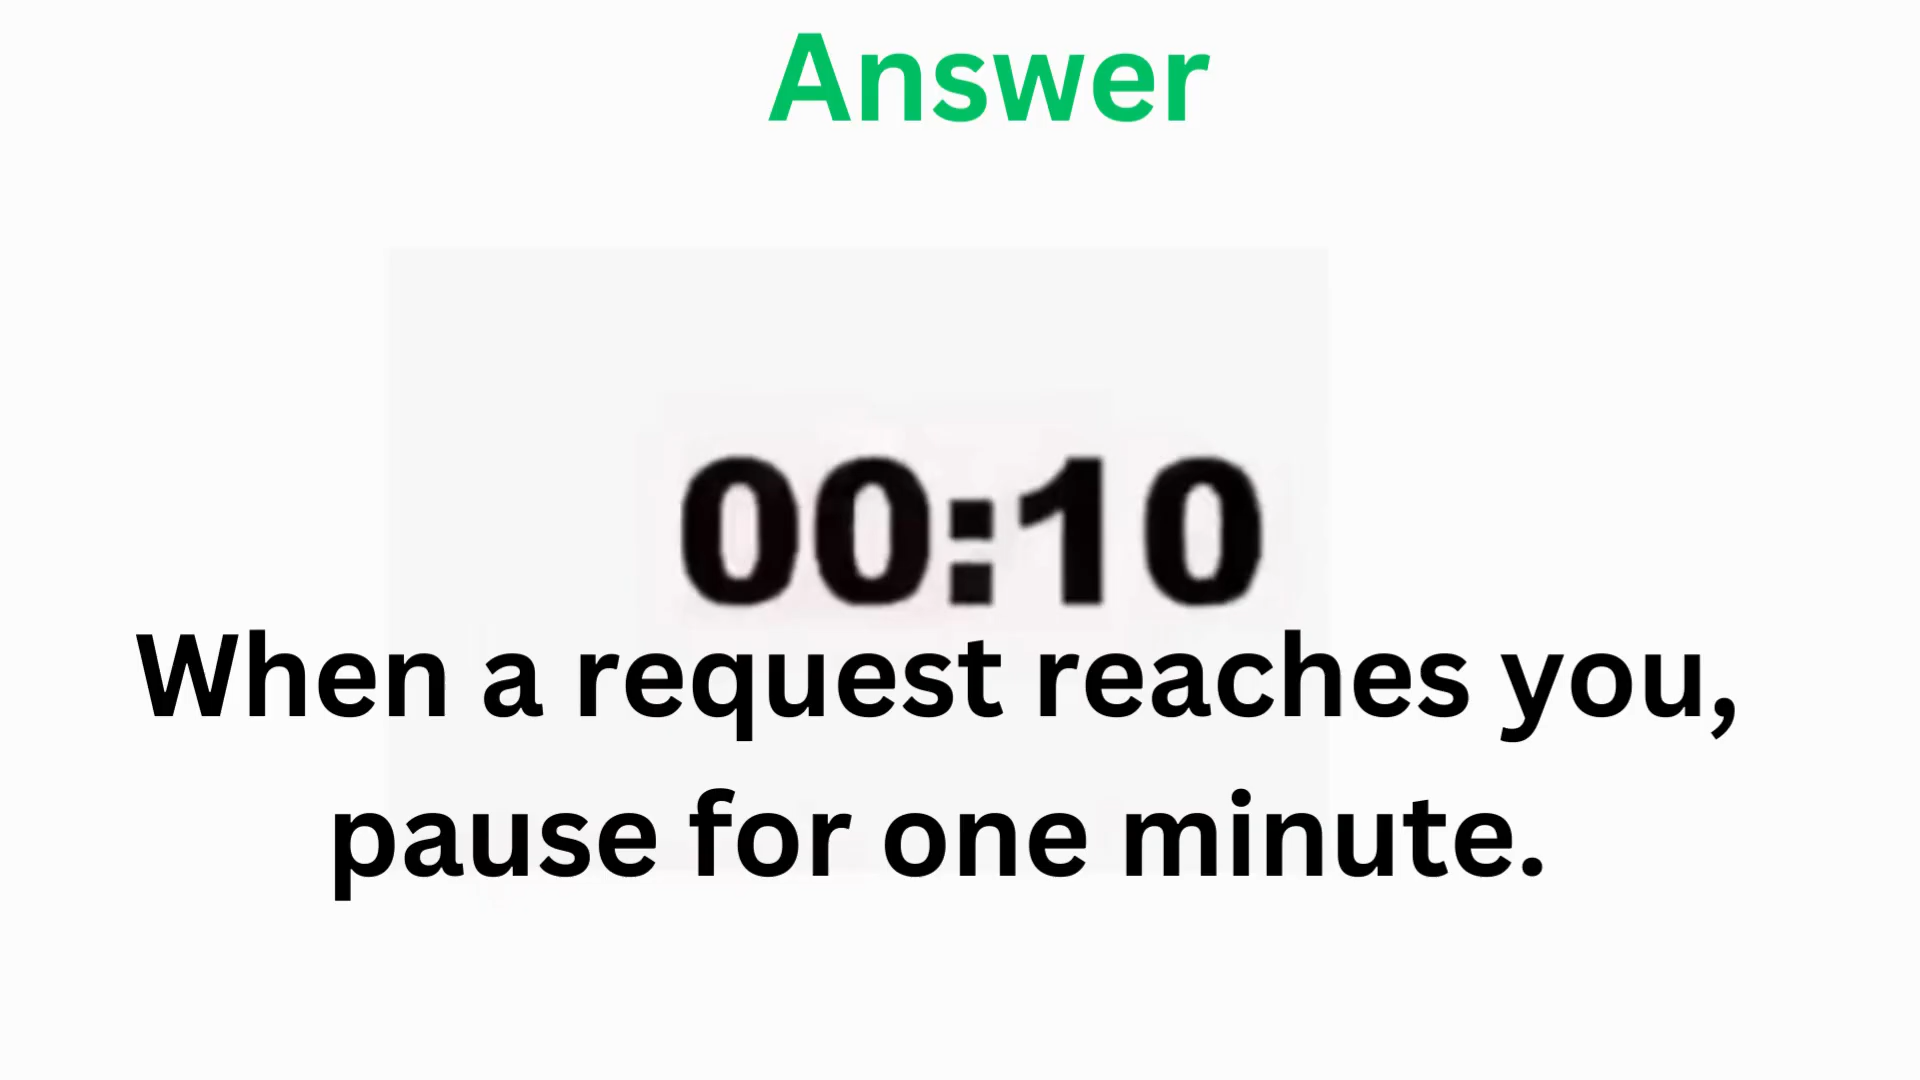 Answer
00:10
When a request reaches you,
pause for one minute.